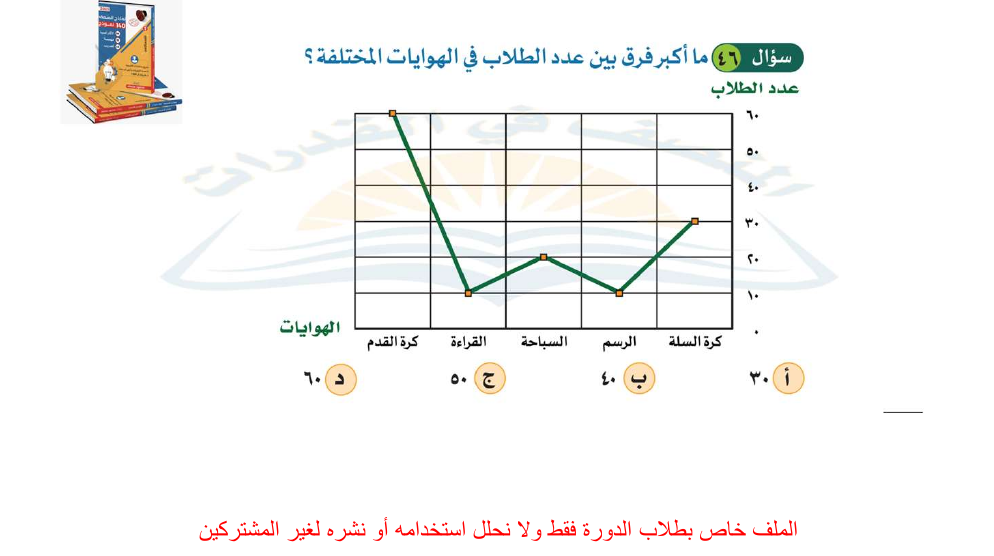 سؤال ٤٦ ما أكبر فرق بين عدد الطلاب في الهوايات المختلفة ؟
عدد الطلاب
٦٠
٥٠
٤٠
٣٠
٢٠
١٠
٠
الهوايات
كرة السلة الرسم السباحة القراءة كرة القدم
أ ٣٠ ب ٤٠ ج ٥٠ د ٦٠
الملف خاص بطلاب الدورة فقط ولا نحلل استخدامه أو نشره لغير المشتركين